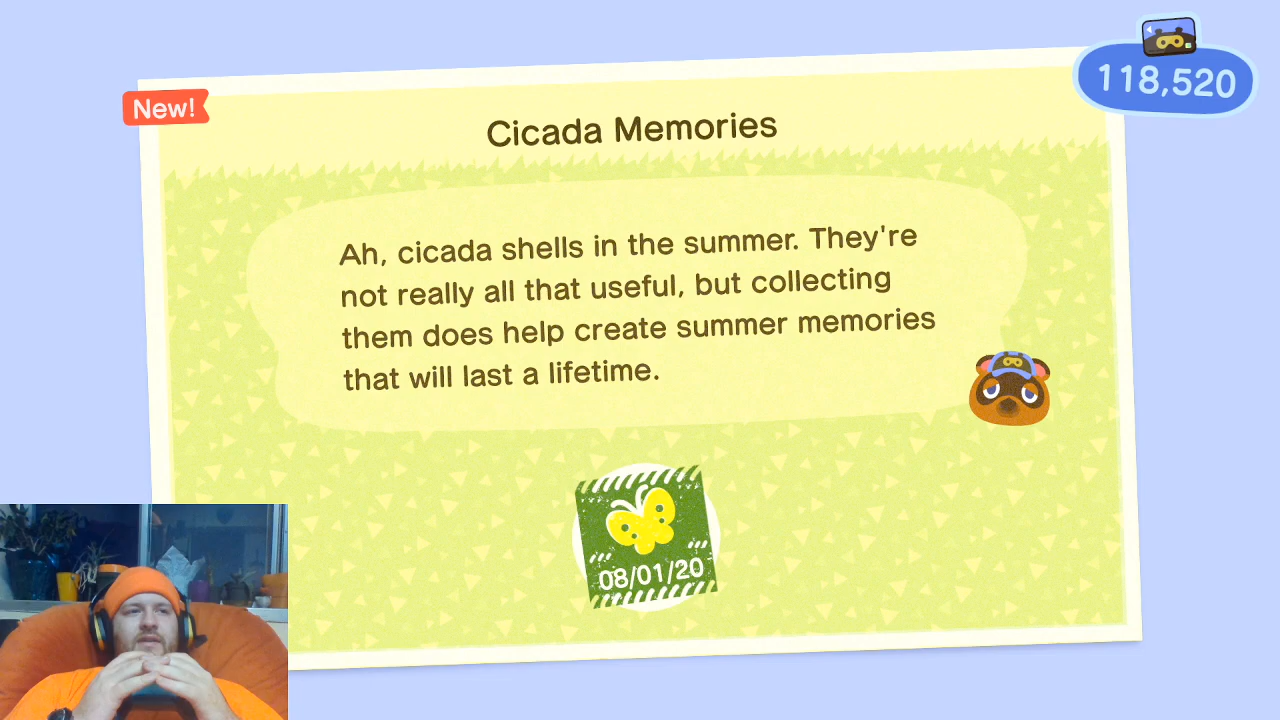 118,520
New!
Cicada Memories
Ah, cicada shells in the summer. They're
not really all that useful, but collecting
them does help create summer memories
that will last a lifetime.
08/01/20